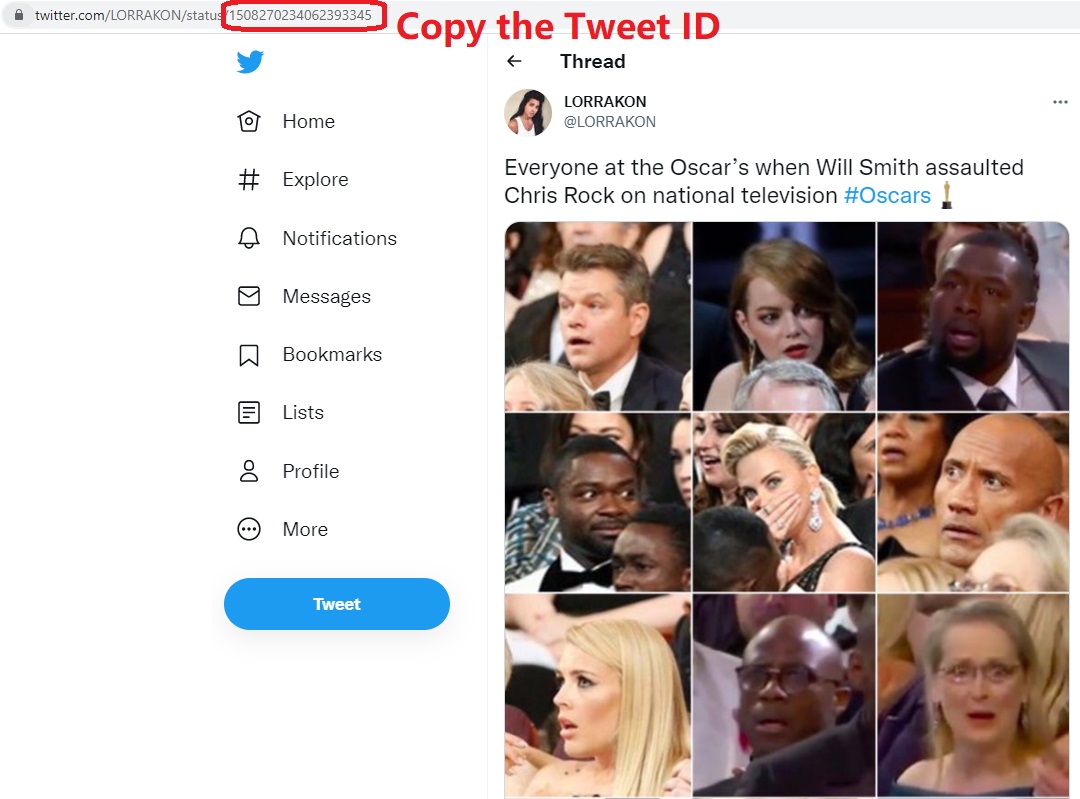 twitter.com/LORRAKON/status/1508270234062393345
Copy the Tweet ID
Home
Explore
Notifications
Messages
Bookmarks
Lists
Profile
More
Tweet
Thread
LORRAKON
@LORRAKON
Everyone at the Oscar’s when Will Smith assaulted
Chris Rock on national television #Oscars